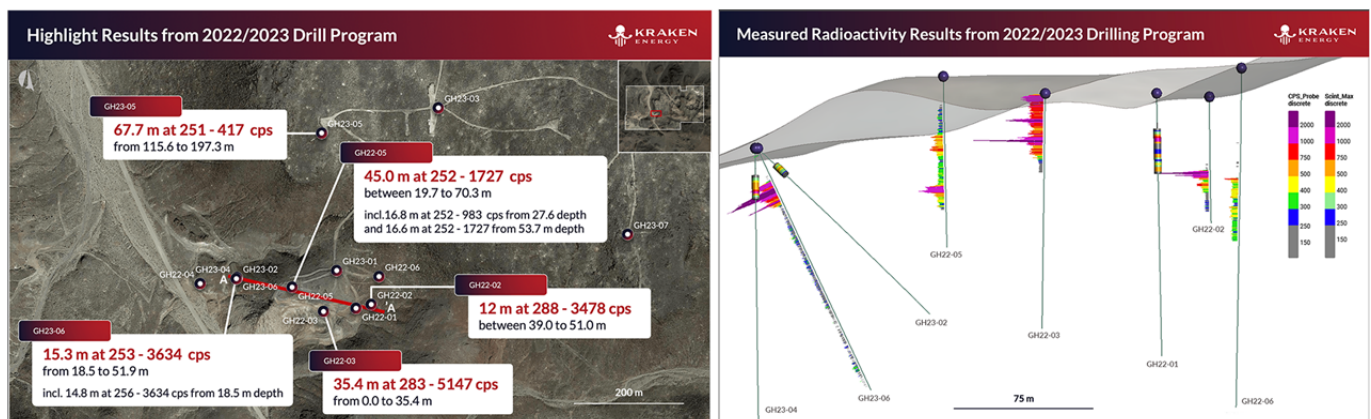 Highlight Results from 2022/2023 Drill Program
KRAKEN
ENERGY
GH23-05
67.7 m at 251 - 417 cps
from 115.6 to 197.3 m
GH23-05
GH23-03
GH22-05
45.0 m at 252 - 1727 cps
between 19.7 to 70.3 m
incl.16.8 m at 252 - 983 cps from 27.6 depth
and 16.6 m at 252 - 1727 from 53.7 m depth
GH23-07
GH22-04
GH23-04
A
GH23-02
GH23-06
GH22-05
GH23-01
GH22-06
GH22-02
'A
GH22-01
GH22-03
GH22-02
12 m at 288 - 3478 cps
between 39.0 to 51.0 m
GH23-06
15.3 m at 253 - 3634 cps
from 18.5 to 51.9 m
incl. 14.8 m at 256 - 3634 cps from 18.5 m depth
GH22-03
35.4 m at 283 - 5147 cps
from 0.0 to 35.4 m
200 m
Measured Radioactivity Results from 2022/2023 Drilling Program
KRAKEN
ENERGY
CPS_Probe
discrete
2000
1000
750
500
400
300
250
150
Scint_Max
discrete
2000
1000
750
500
400
300
250
150
GH22-05
GH22-02
GH23-02
GH22-03
GH22-01
GH23-04
GH23-06
GH22-06
75 m